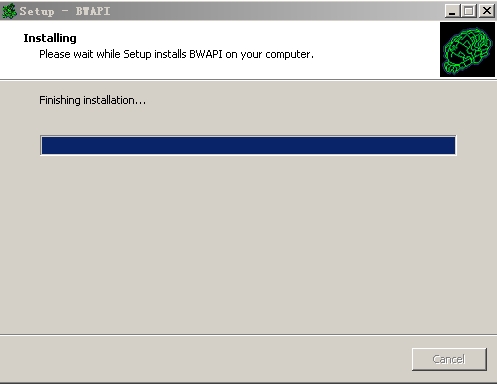 Setup - BWAPI
Installing
Please wait while Setup installs BWAPI on your computer.
Finishing installation...
Cancel